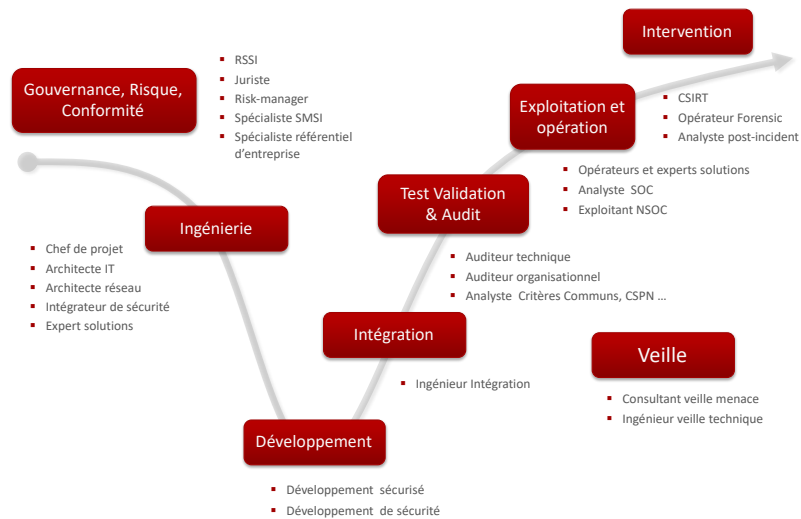 Gouvernance, Risque,
Conformité
RSSI
Juriste
Risk-manager
Spécialiste SMSI
Spécialiste référentiel
d'entreprise
Ingénierie
Chef de projet
Architecte IT
Architecte réseau
Intégrateur de sécurité
Expert solutions
Développement
Développement sécurisé
Développement de sécurité
Intégration
Ingénieur Intégration
Test Validation
& Audit
Auditeur technique
Auditeur organisationnel
Analyste Critères Communs, CSPN …
Exploitation et
opération
Opérateurs et experts solutions
Analyste SOC
Exploitant NSOC
Intervention
CSIRT
Opérateur Forensic
Analyste post-incident
Veille
Consultant veille menace
Ingénieur veille technique